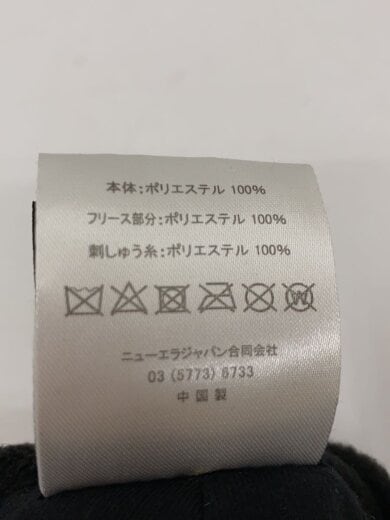 本体:ポリエステル 100%
フリース部分:ポリエステル 100%
刺しゅう糸:ポリエステル 100%
W
ニューエラジャパン合同会社
03 (5773) 8733
中国製